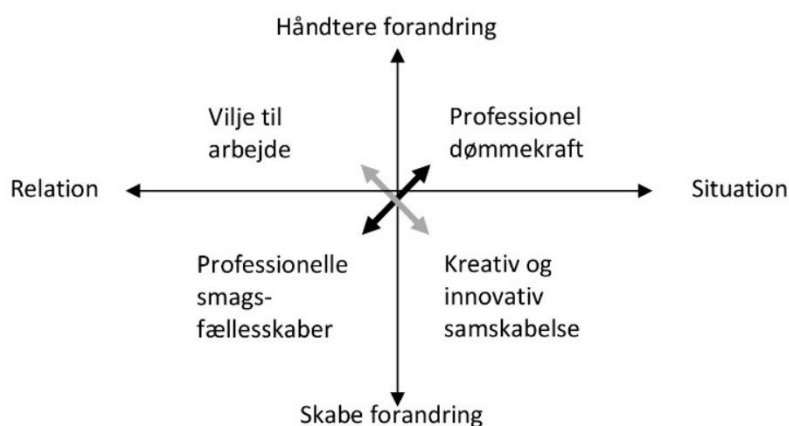 Håndtere forandring
Vilje til
arbejde
Professionel
dømmekraft
Relation
Situation
Professionelle
smags-
fællesskaber
Kreativ og
innovativ
samskabelse
Skabe forandring